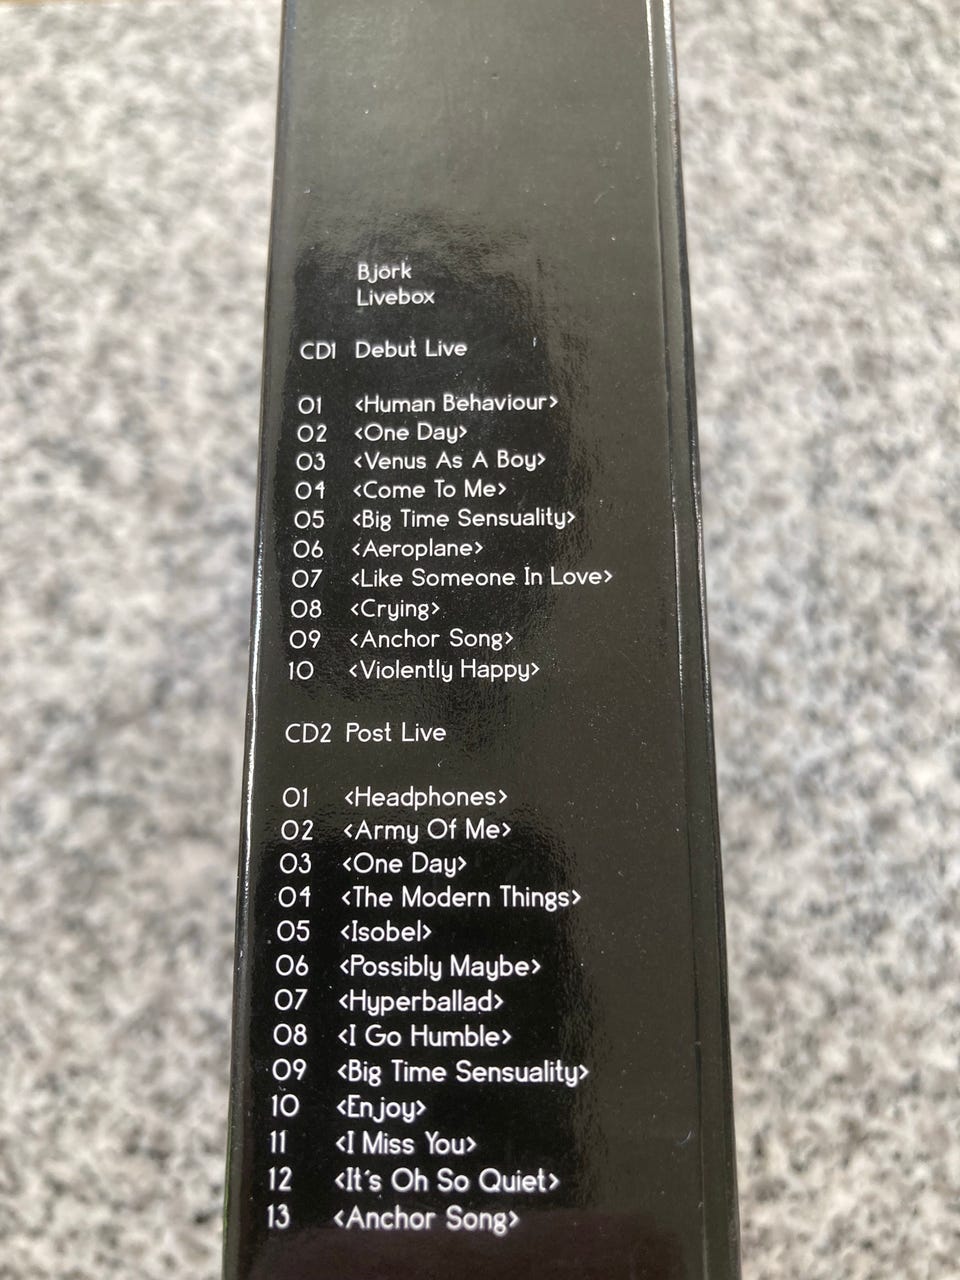 Björk
Livebox
CD1 Debut Live
01 <Human Behaviour>
02 <One Day>
03 <Venus As A Boy>
04 <Come To Me>
05 <Big Time Sensuality>
06 <Aeroplane>
07 <Like Someone In Love>
08 <Crying>
09 <Anchor Song>
10 <Violently Happy>
CD2 Post Live
01 <Headphones>
02 <Army Of Me>
03 <One Day>
04 <The Modern Things>
05 <Isobel>
06 <Possibly Maybe>
07 <Hyperballad>
08 <I Go Humble>
09 <Big Time Sensuality>
10 <Enjoy>
11 <I Miss You>
12 <It's Oh So Quiet>
13 <Anchor Song>